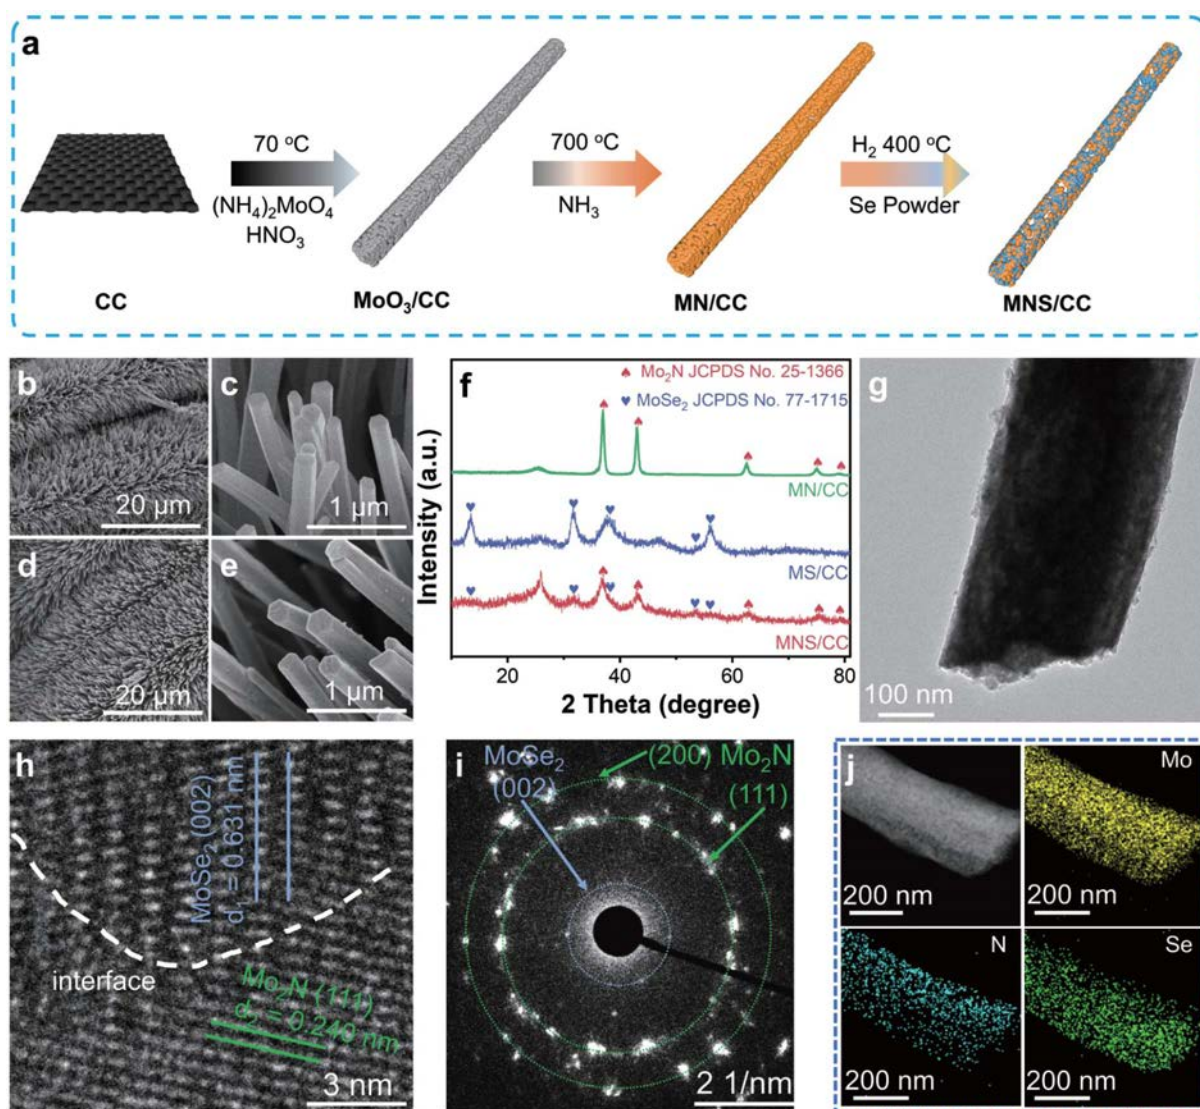 a
70 °C
(NH₄)₂MoO₄
HNO₃
700 °C
NH₃
H₂ 400 °C
Se Powder
CC
MoO₃/CC
MN/CC
MNS/CC
b
20 µm
c
1 µm
d
20 µm
e
1 µm
f
Mo₂N JCPDS No. 25-1366
MoSe₂ JCPDS No. 77-1715
MN/CC
MS/CC
MNS/CC
Intensity (a.u.)
20 40 60 80
2 Theta (degree)
g
100 nm
h
MoSe₂ (002)
d₁ = 0.631 nm
interface
Mo₂N (111)
d₂ = 0.240 nm
3 nm
i
MoSe₂
(002)
(200) Mo₂N
(111)
2 1/nm
j
200 nm
Mo
200 nm
N
200 nm
Se
200 nm